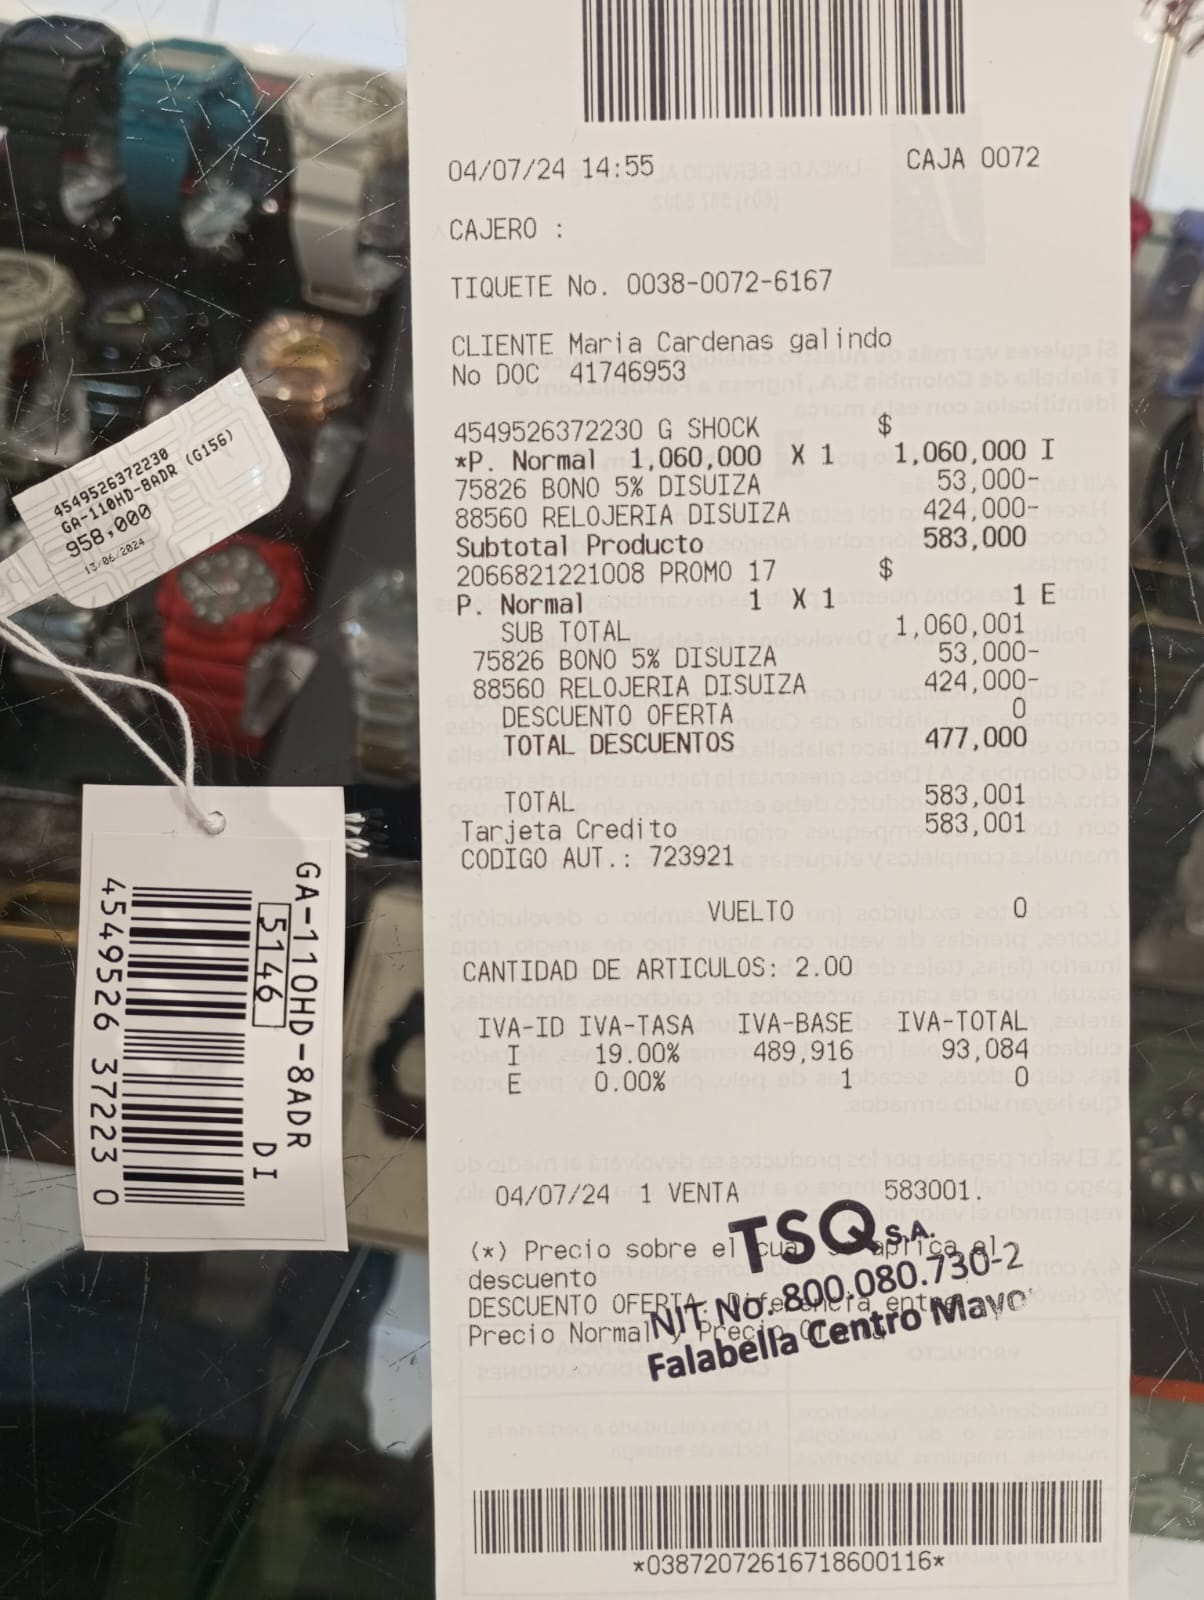 04/07/24 14:55 CAJA 0072
CAJERO :
TIQUETE No. 0038-0072-6167
CLIENTE Maria Cardenas galindo
No DOC 41746953
4549526372230 G SHOCK $
*P. Normal 1,060,000 X 1 1,060,000 I
75826 BONO 5% DISUIZA 53,000-
88560 RELOJERIA DISUIZA 424,000-
Subtotal Producto 583,000
2066821221008 PROMO 17 $
P. Normal 1 X 1 1 E
SUB TOTAL 1,060,001
75826 BONO 5% DISUIZA 53,000-
88560 RELOJERIA DISUIZA 424,000-
DESCUENTO OFERTA 0
TOTAL DESCUENTOS 477,000
TOTAL 583,001
Tarjeta Credito 583,001
CODIGO AUT.: 723921
VUELTO 0
CANTIDAD DE ARTICULOS: 2.00
IVA-ID IVA-TASA IVA-BASE IVA-TOTAL
I 19.00% 489,916 93,084
E 0.00% 1 0
04/07/24 1 VENTA 583001.
(*) Precio sobre el el
descuento
DESCUENTO OFERTA: Diferencia entre
Precio Normal y Precio
TSQ S.A.
NIT No. 800.080.730-2
Falabella Centro Mayo
*03872072616718600116*
4549526372230
GA-110HD-8ADR (G15G)
958,000
13/06/2024
GA-110HD-8ADR
5146 DI
4549526 37223 0